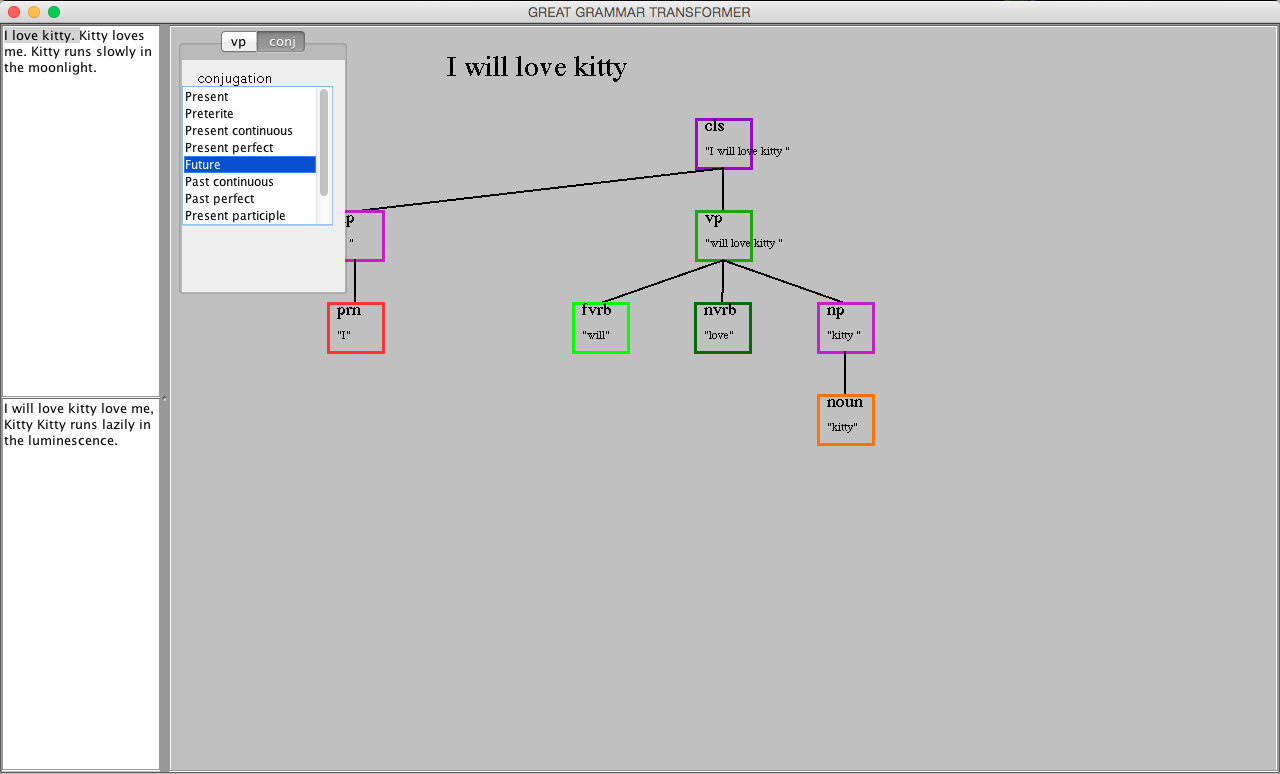 GREAT GRAMMAR TRANSFORMER
I love kitty. Kitty loves
me. Kitty runs slowly in
the moonlight.
I will love kitty love me,
Kitty Kitty runs lazily in
the luminescence.
vp conj
conjugation
Present
Preterite
Present continuous
Present perfect
Future
Past continuous
Past perfect
Present participle
I will love kitty
cls
"I will love kitty "
p
"
vp
"will love kitty "
prn
"I"
fvrb
"will"
nvrb
"love"
np
"kitty "
noun
"kitty"